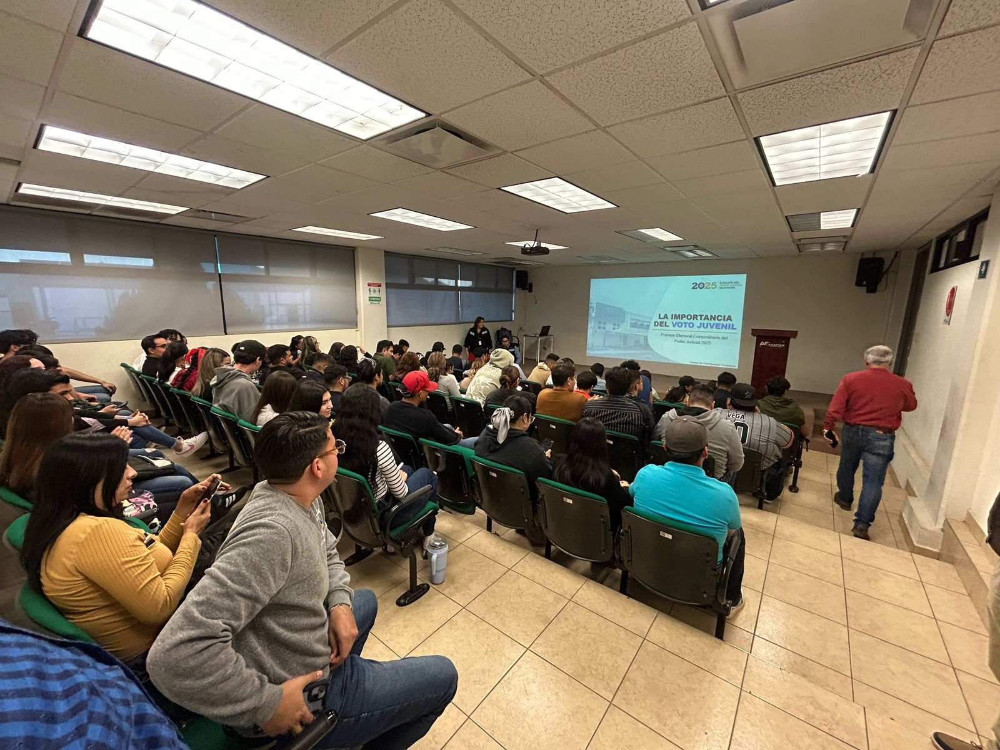 2025 ELECCIÓN DEL
PODER JUDICIAL
DE SONORA
IEE
LA IMPORTANCIA
DEL VOTO JUVENIL
Proceso Electoral Extraordinario del
Poder Judicial 2025
Unidad de Participación Ciudadana
VEGA